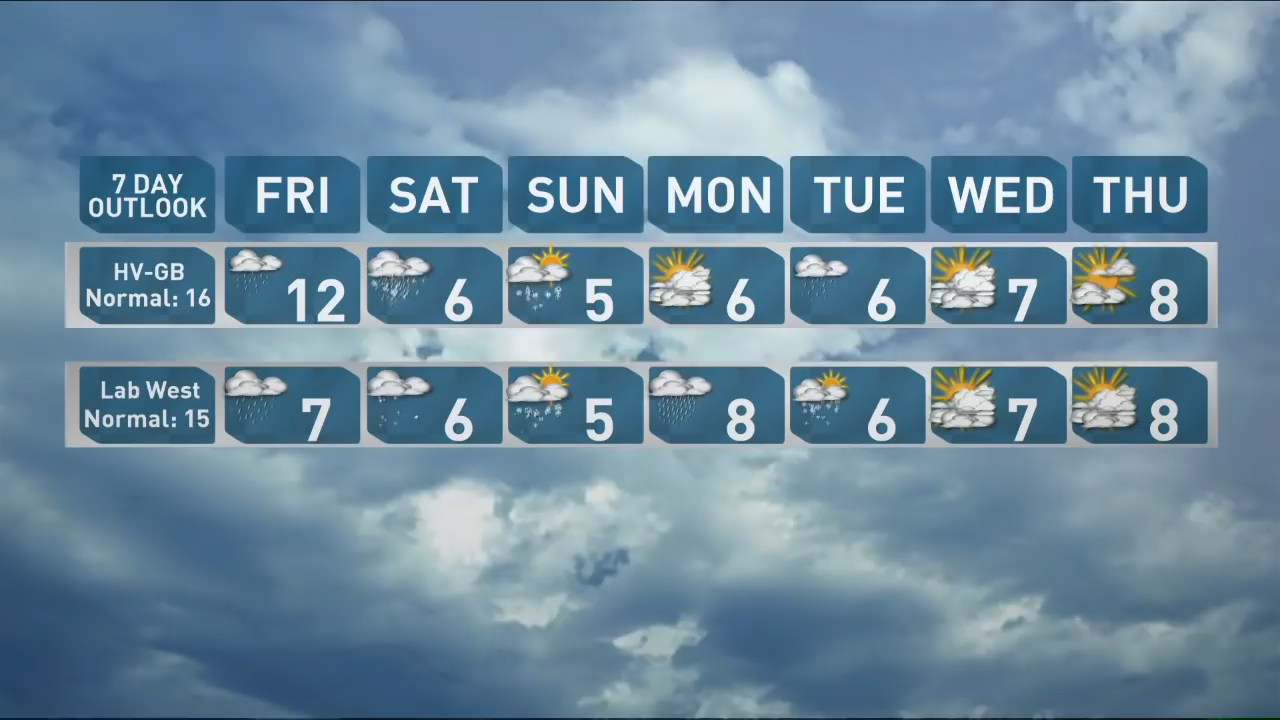 7 DAY
OUTLOOK
FRI
SAT
SUN
MON
TUE
WED
THU
HV-GB
Normal: 16
12
6
5
6
6
7
8
Lab West
Normal: 15
7
6
5
8
6
7
8